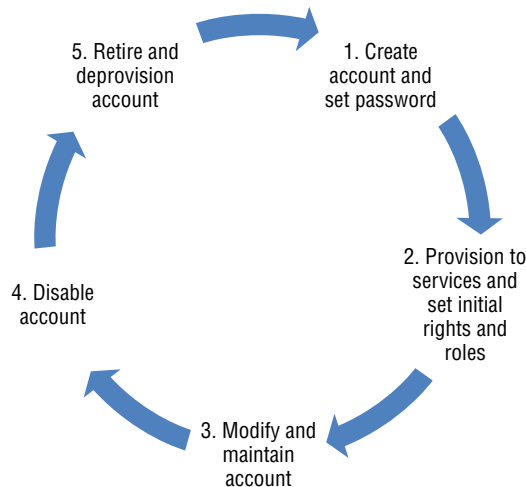 1. Create
account and
set password
2. Provision to
services and
set initial
rights and
roles
3. Modify and
maintain
account
4. Disable
account
5. Retire and
deprovision
account